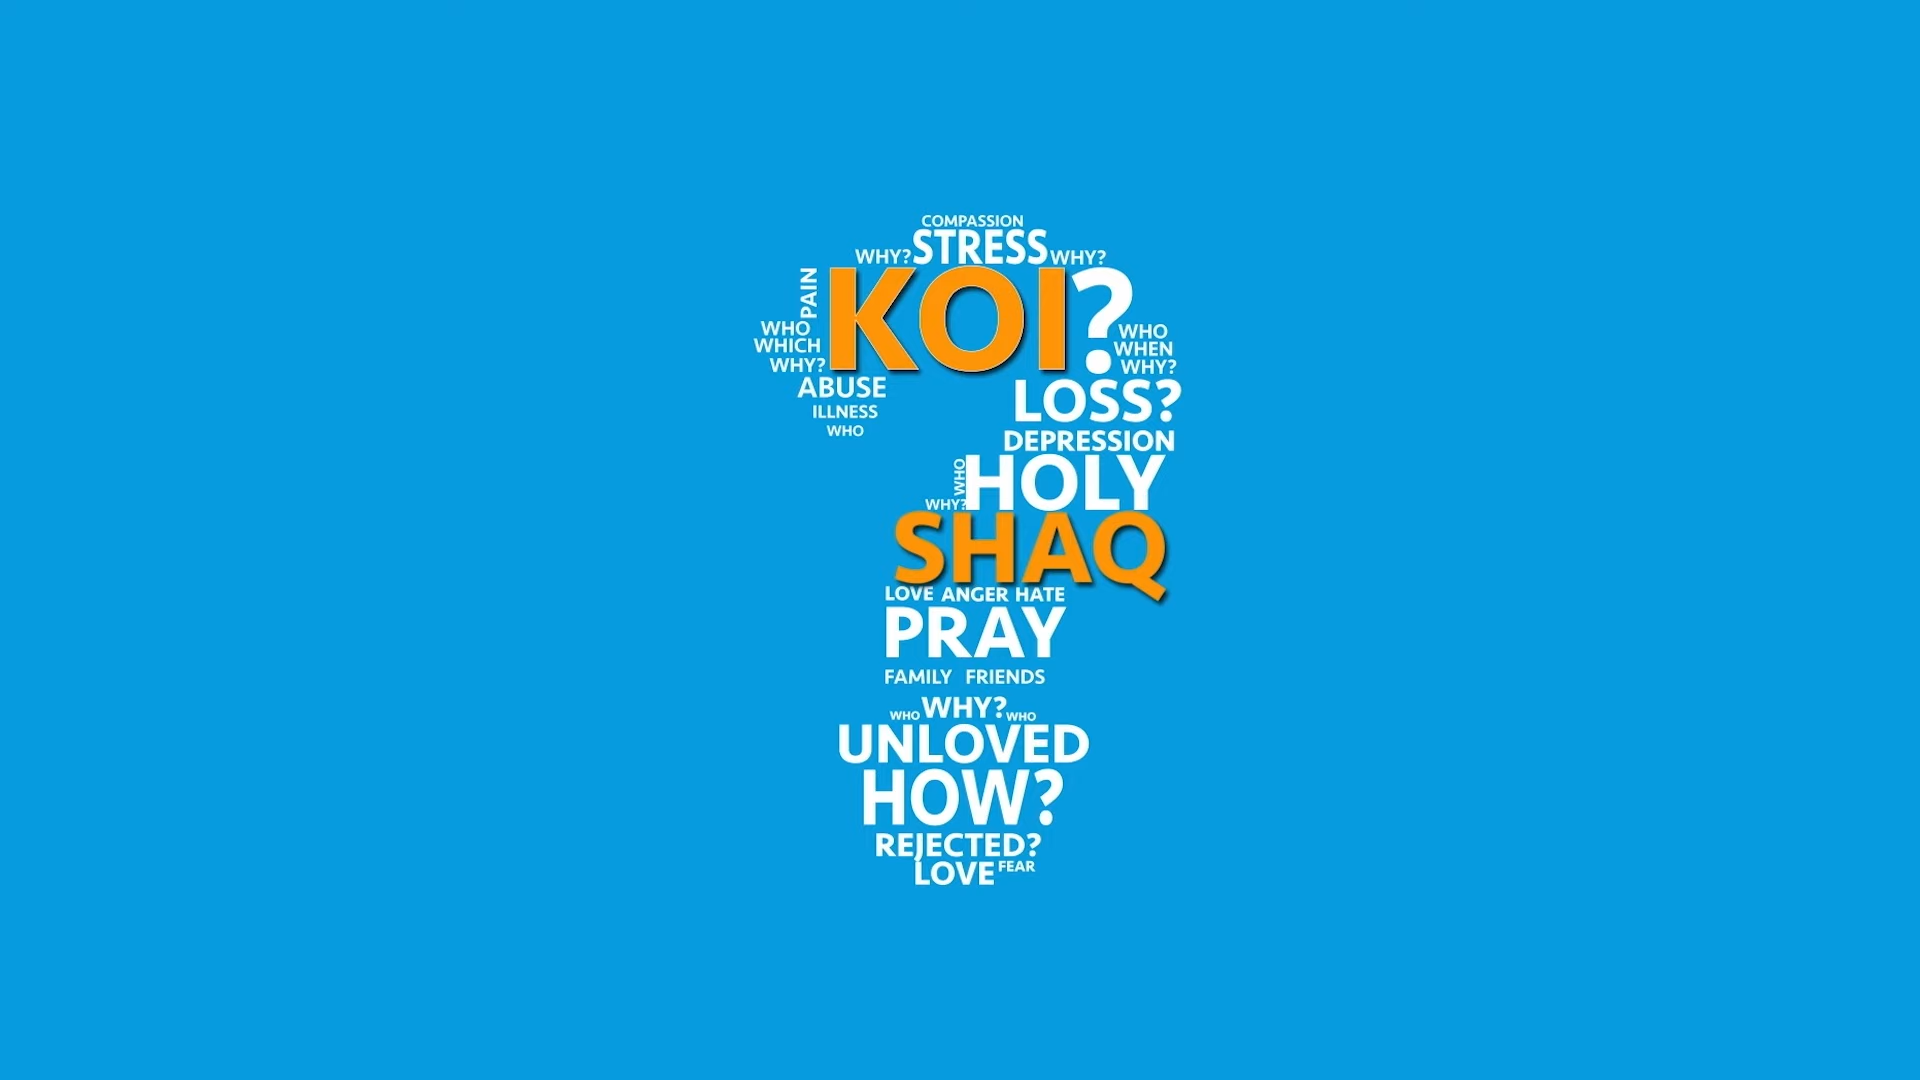 COMPASSION
WHY? STRESS WHY?
PAIN
KOI?
WHO
WHICH
WHY?
WHO
WHEN
WHY?
ABUSE
ILLNESS
WHO
LOSS?
DEPRESSION
WHO
HOLY
WHY?
SHAQ
LOVE ANGER HATE
PRAY
FAMILY FRIENDS
WHO WHY? WHO
UNLOVED
HOW?
REJECTED?
LOVE FEAR